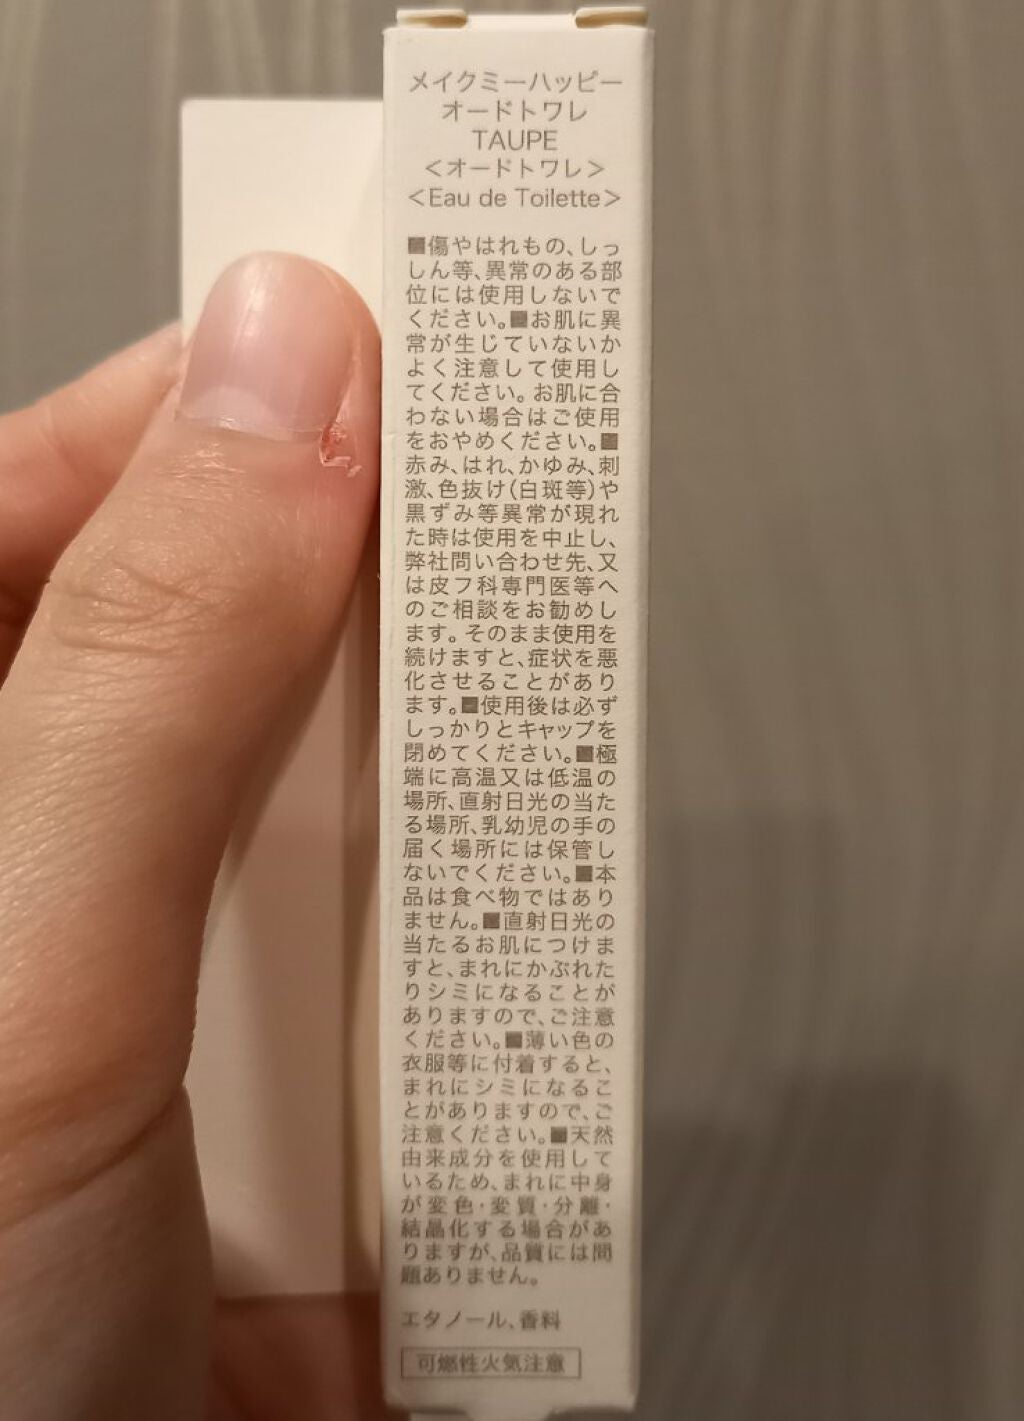 メイクミーハッピー
オードトワレ
TAUPE
＜オードトワレ＞
＜Eau de Toilette＞
■傷やはれもの、しっ
しん等、異常のある部
位には使用しないで
ください。■お肌に異
常が生じていないか
よく注意して使用し
てください。お肌に合
わない場合はご使用
をおやめください。■
赤み、はれ、かゆみ、刺
激、色抜け(白斑等)や
黒ずみ等異常が現れ
た時は使用を中止し、
弊社問い合わせ先、又
は皮フ科専門医等へ
のご相談をお勧めし
ます。そのまま使用を
続けますと、症状を悪
化させることがあり
ます。■使用後は必ず
しっかりとキャップを
閉めてください。■極
端に高温又は低温の
場所、直射日光の当た
る場所、乳幼児の手の
届く場所には保管し
ないでください。■本
品は食べ物ではあり
ません。■直射日光の
当たるお肌につけま
すと、まれにかぶれた
りシミになることが
ありますので、ご注意
ください。■薄い色の
衣服等に付着すると、
まれにシミになるこ
とがありますので、ご
注意ください。■天然
由来成分を使用して
いるため、まれに中身
が変色・変質・分離・
結晶化する場合があ
りますが、品質には問
題ありません。
エタノール、香料
可燃性火気注意